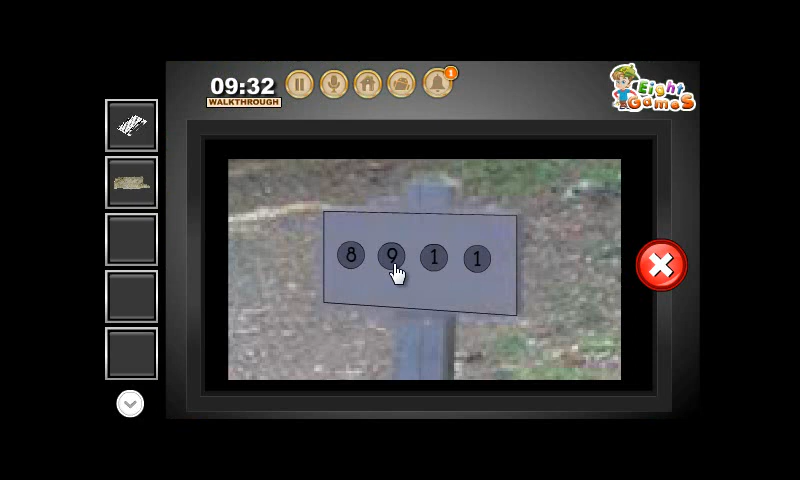 09:32
WALKTHROUGH
1
Eight
GameS
8 9 1 1